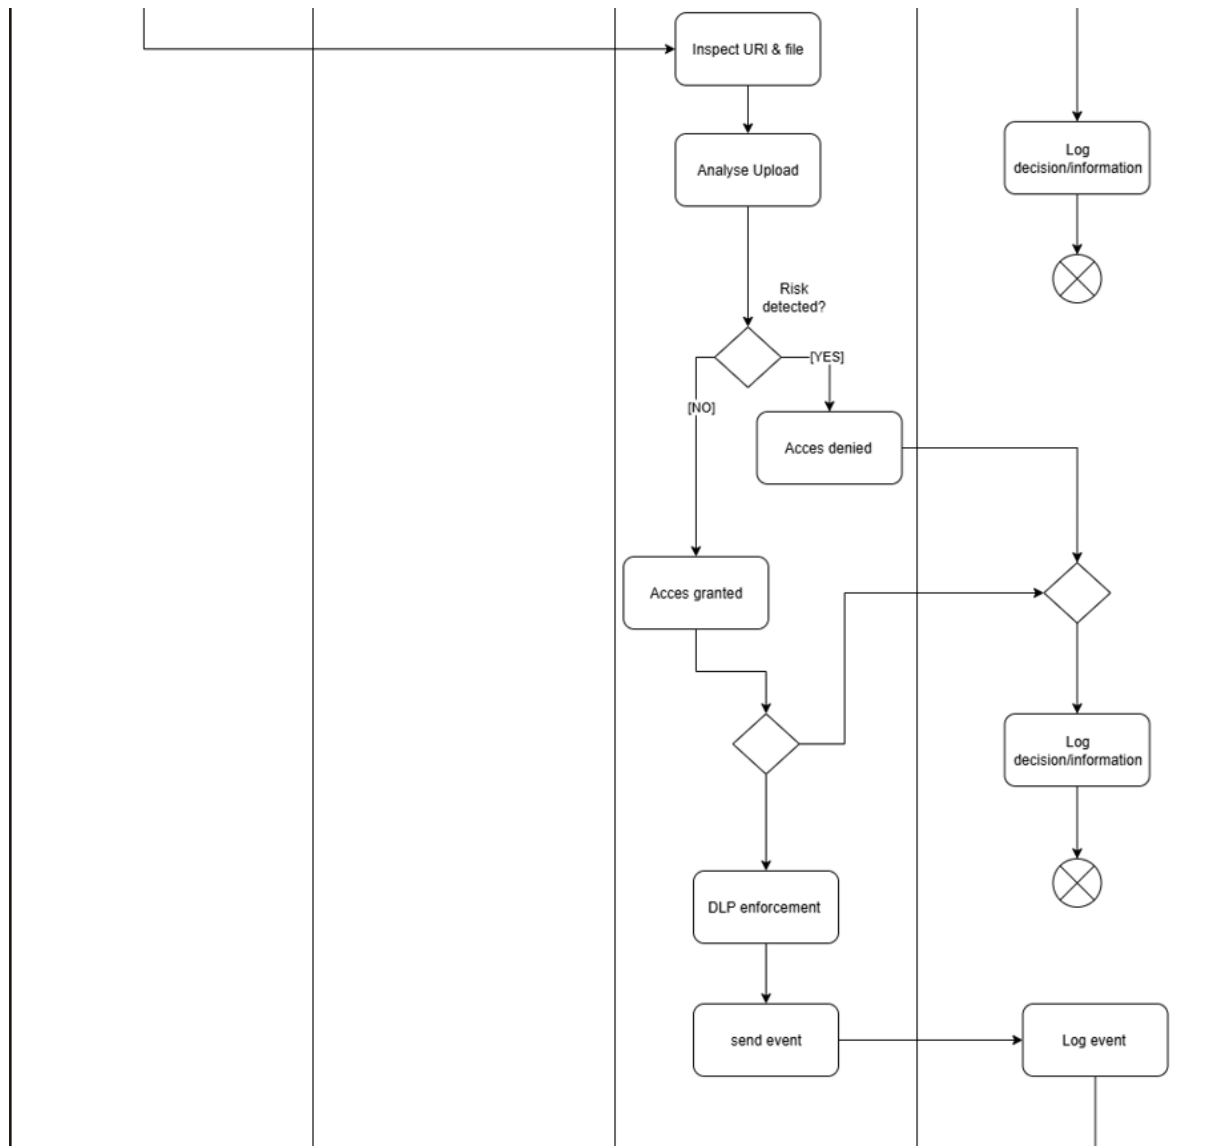 Inspect URI & file
Analyse Upload
Log
decision/information
Risk
detected?
[YES]
[NO]
Acces denied
Acces granted
Log
decision/information
DLP enforcement
send event
Log event